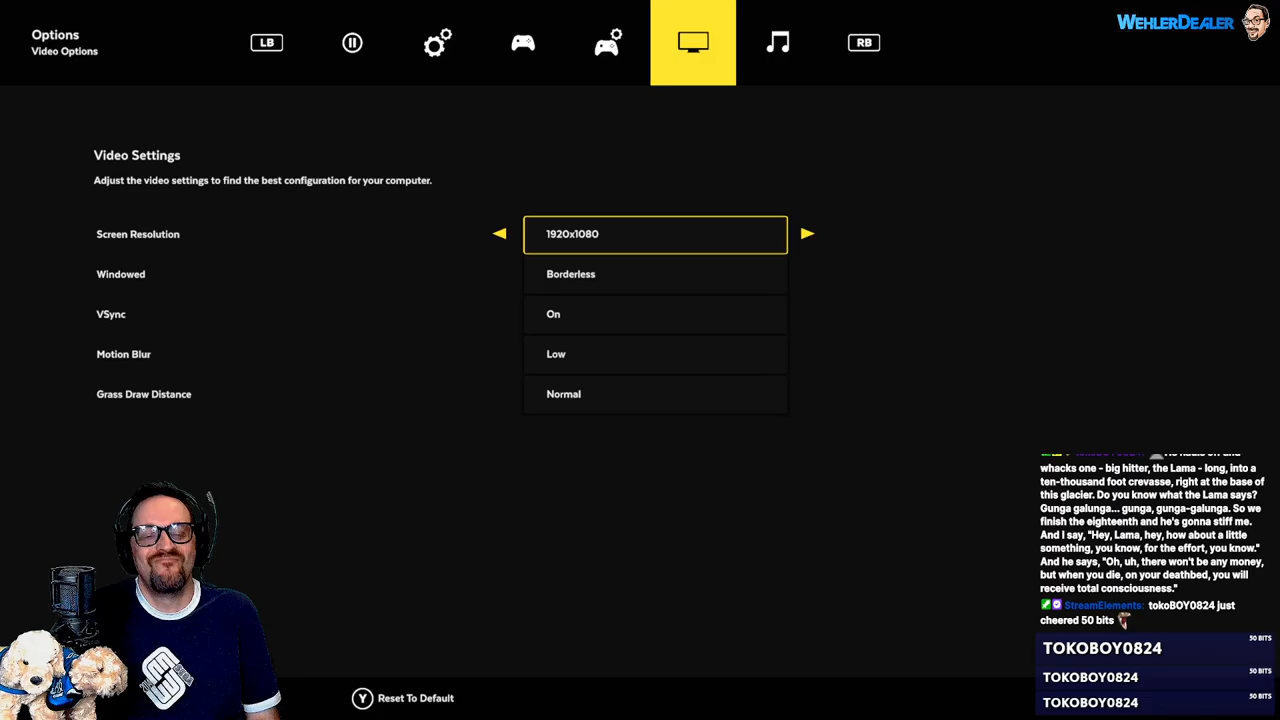 Options
Video Options
LB
RB
WEHLERDEALER
Video Settings
Adjust the video settings to find the best configuration for your computer.
Screen Resolution
1920x1080
Windowed
Borderless
VSync
On
Motion Blur
Low
Grass Draw Distance
Normal
whacks one - big hitter, the Lama - long, into a
ten-thousand foot crevasse, right at the base of
this glacier. Do you know what the Lama says?
Gunga galunga... gunga, gunga-galunga. So we
finish the eighteenth and he's gonna stiff me.
And I say, "Hey, Lama, hey, how about a little
something, you know, for the effort, you know."
And he says, "Oh, uh, there won't be any money,
but when you die, on your deathbed, you will
receive total consciousness."
StreamElements: tokoBOY0824 just
cheered 50 bits
TOKOBOY0824
50 BITS
TOKOBOY0824
50 BITS
TOKOBOY0824
50 BITS
Y Reset To Default